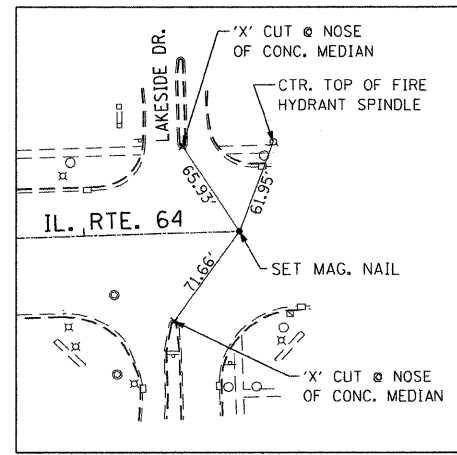 'X' CUT @ NOSE
OF CONC. MEDIAN
LAKESIDE DR.
CTR. TOP OF FIRE
HYDRANT SPINDLE
65.93'
61.95'
IL. RTE. 64
71.66'
SET MAG. NAIL
'X' CUT @ NOSE
OF CONC. MEDIAN